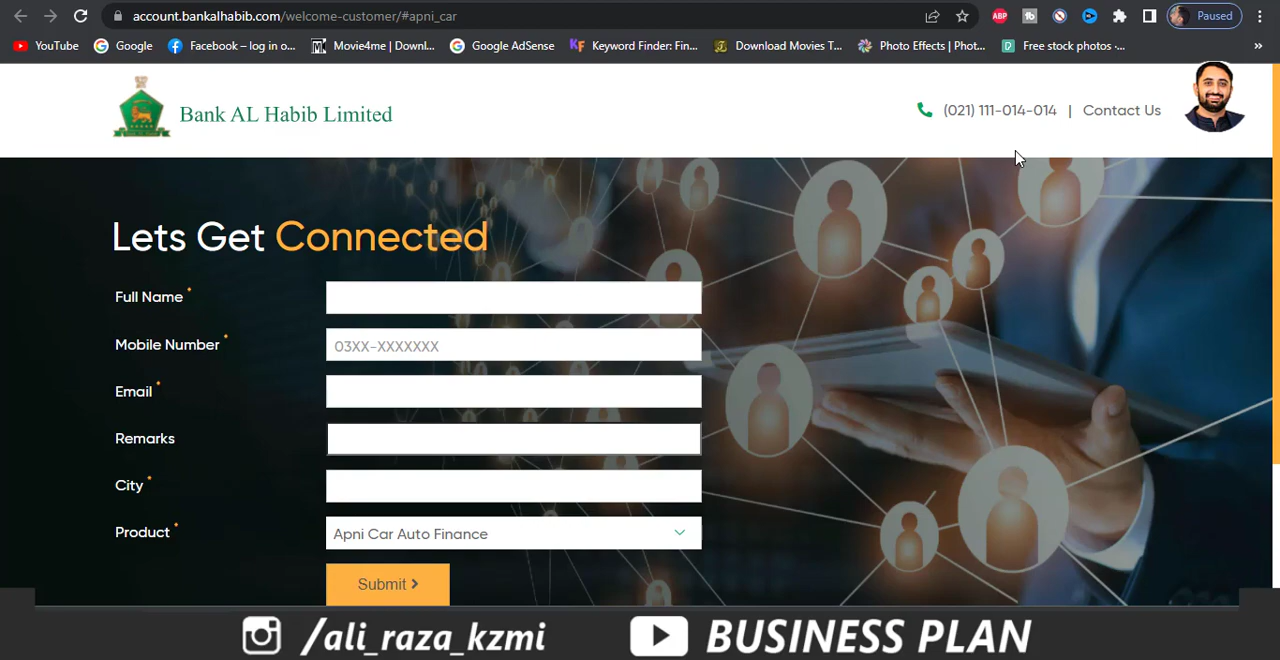 account.bankalhabib.com/welcome-customer/#apni_car
ABP
Paused
YouTube
Google
Facebook – log in o...
Movie4me | Downl...
Google AdSense
KF
Keyword Finder: Fin...
Download Movies T...
Photo Effects | Phot...
Free stock photos ·...
»
Bank AL Habib Limited
(021) 111-014-014 | Contact Us
Lets Get Connected
Full Name *
Mobile Number *
03XX-XXXXXXX
Email *
Remarks
City *
Product *
Apni Car Auto Finance
Submit >
/ali_raza_kzmi
BUSINESS PLAN